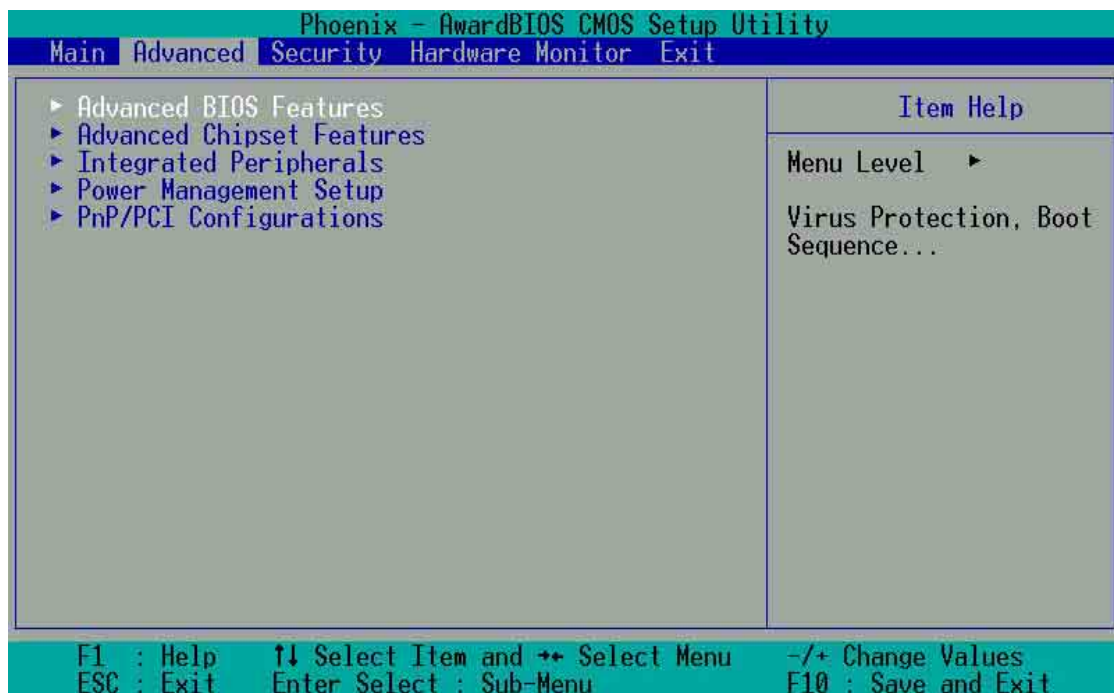 Phoenix - AwardBIOS CMOS Setup Utility
Main Advanced Security Hardware Monitor Exit
► Advanced BIOS Features
► Advanced Chipset Features
► Integrated Peripherals
► Power Management Setup
► PnP/PCI Configurations
Item Help
Menu Level ►
Virus Protection, Boot
Sequence...
F1 : Help ↑↓ Select Item and →← Select Menu -/+ Change Values
ESC : Exit Enter Select : Sub-Menu F10 : Save and Exit